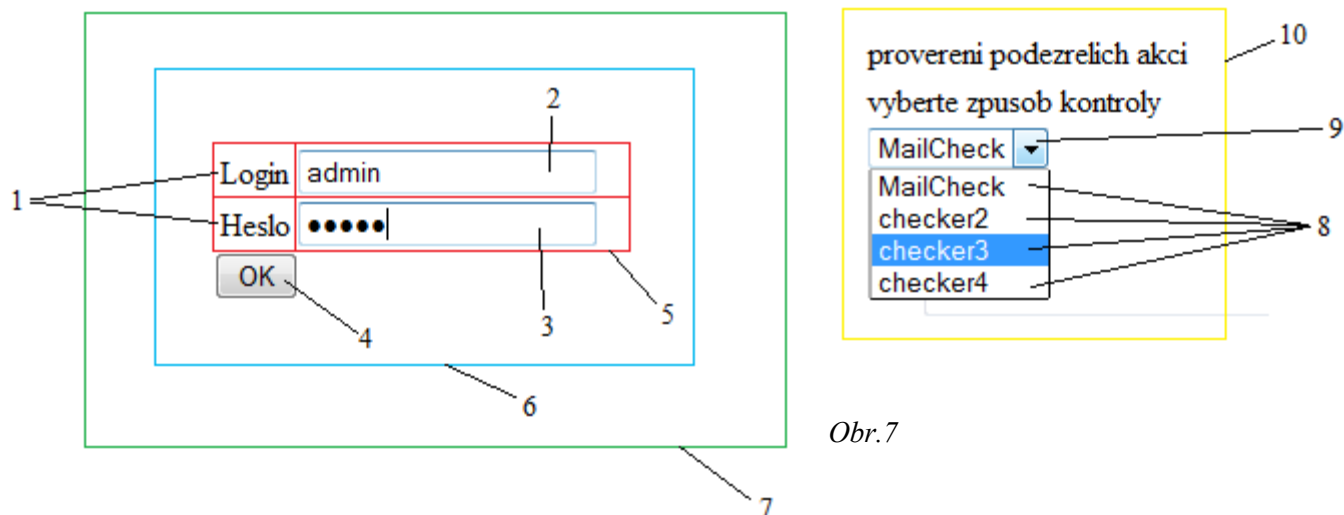 1
Login
admin
2
Heslo
●●●●●
3
OK
4
5
6
7
provereni podezrelich akci
10
vyberte zpusob kontroly
MailCheck
9
MailCheck
checker2
checker3
checker4
8
Obr.7